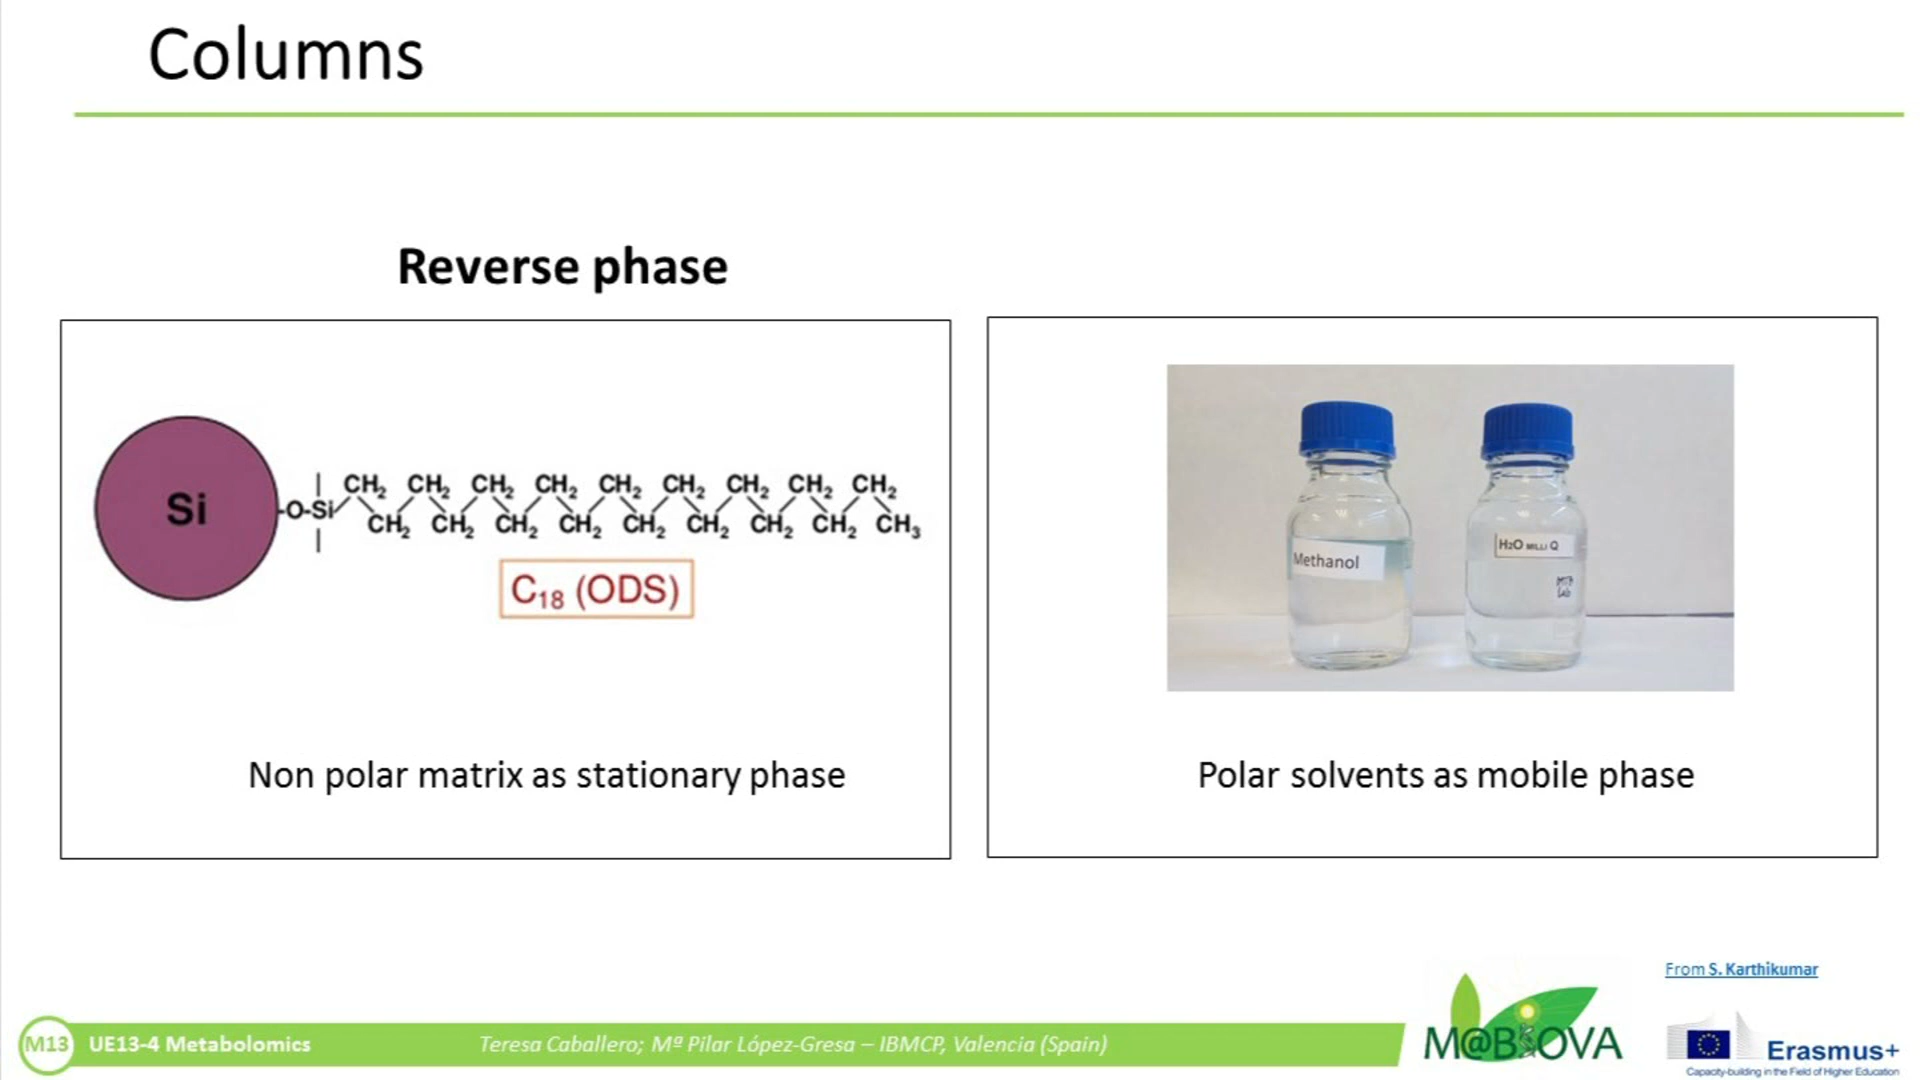 Columns
Reverse phase
Si
-O-Si
CH₂ CH₂ CH₂ CH₂ CH₂ CH₂ CH₂ CH₂ CH₂
CH₂ CH₂ CH₂ CH₂ CH₂ CH₂ CH₂ CH₂ CH₃
C₁₈ (ODS)
Non polar matrix as stationary phase
Methanol
H₂O MILLI Q
MTB
Lab
Polar solvents as mobile phase
From S. Karthikumar
M13 UE13-4 Metabolomics
Teresa Caballero; Mª Pilar López-Gresa – IBMCP, Valencia (Spain)
M@BIOVA
Erasmus+
Capacity-building in the Field of Higher Education